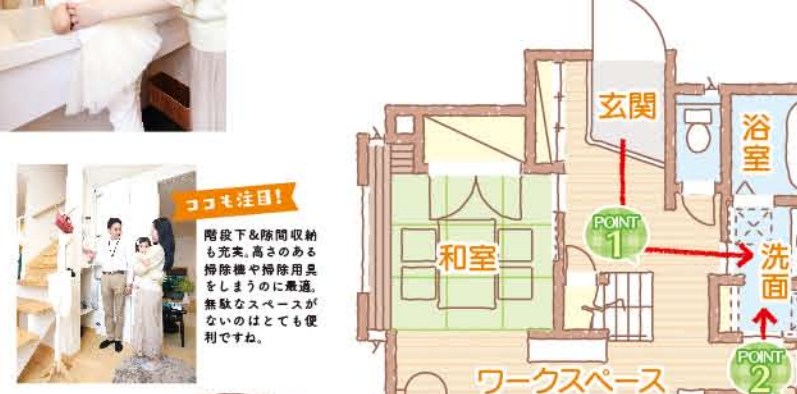 ココも注目!
階段下&隙間収納
も充実。高さのある
掃除機や掃除用具
をしまうのに最適。
無駄なスペースが
ないのはとても便
利ですね。
玄関
浴室
POINT
1
和室
洗面
POINT
2
ワークスペース